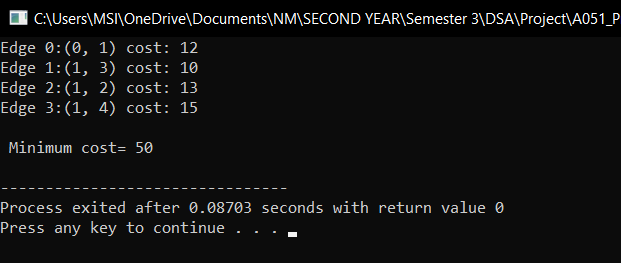 C:\Users\MSI\OneDrive\Documents\NM\SECOND YEAR\Semester 3\DSA\Project\A051_P
Edge 0:(0, 1) cost: 12
Edge 1:(1, 3) cost: 10
Edge 2:(1, 2) cost: 13
Edge 3:(1, 4) cost: 15
Minimum cost= 50
--------------------------------
Process exited after 0.08703 seconds with return value 0
Press any key to continue . . .